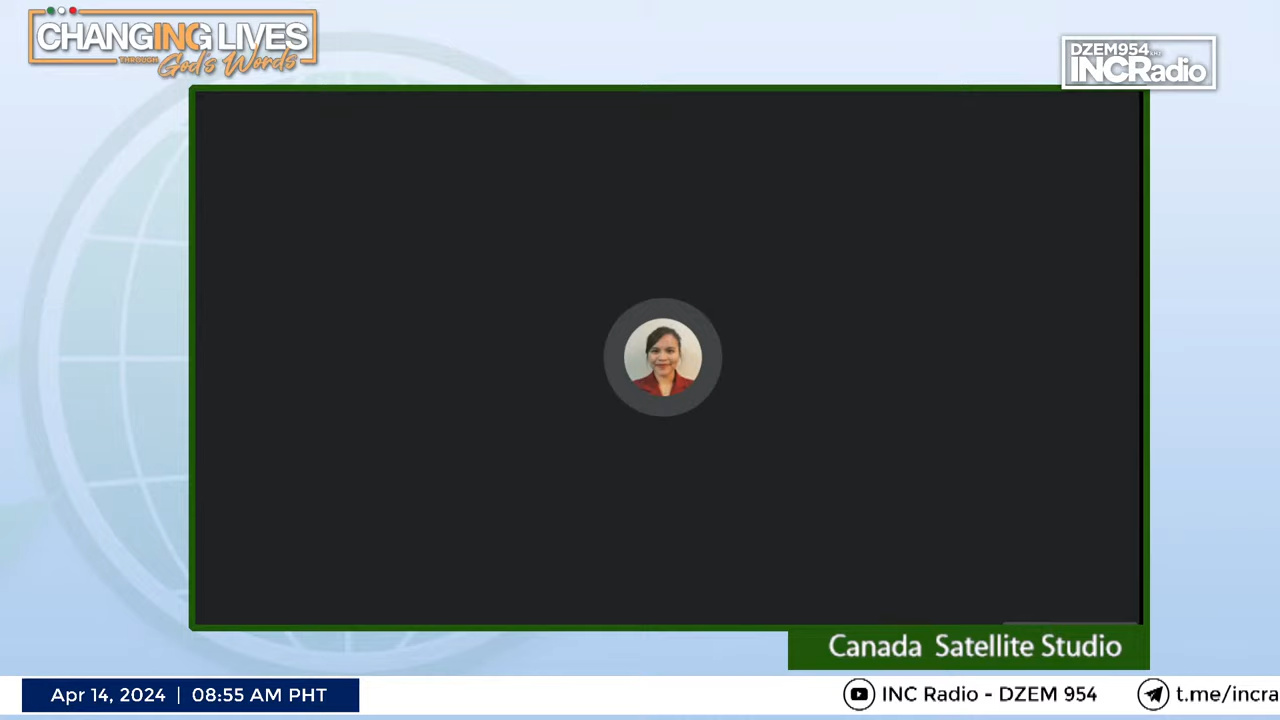 CHANGING LIVES
THROUGH God's Words
DZEM954
INCRadio
Canada Satellite Studio
Apr 14, 2024 | 08:55 AM PHT
INC Radio - DZEM 954
t.me/incra